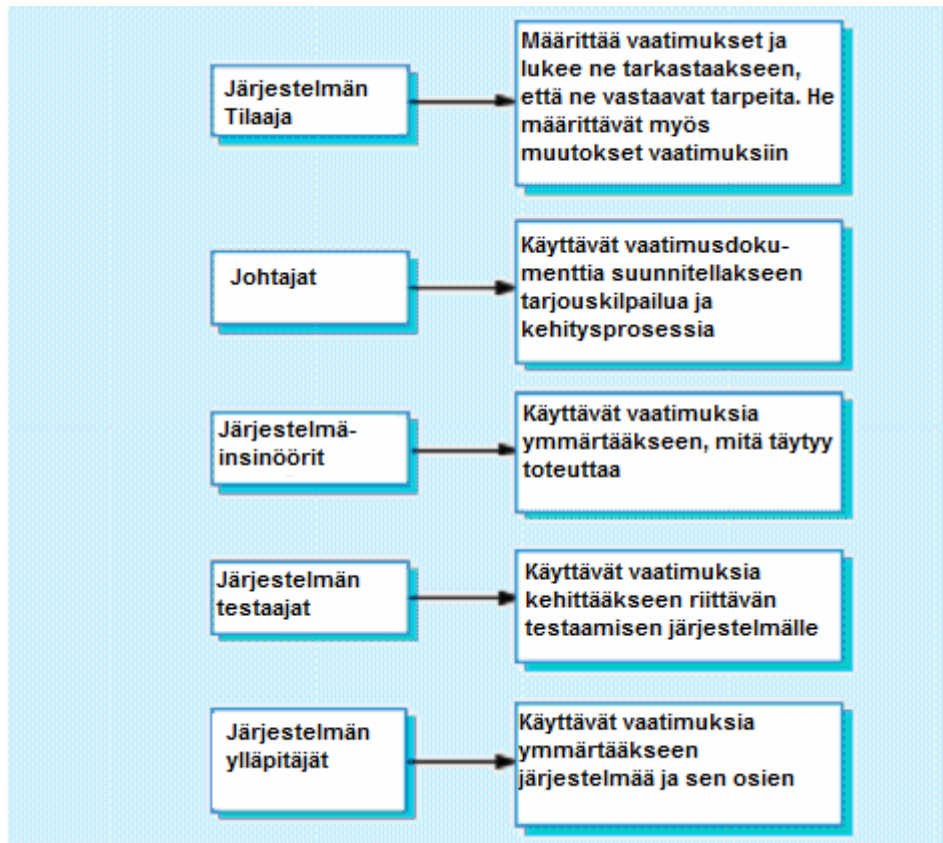 Järjestelmän
Tilaaja
Määrittää vaatimukset ja
lukee ne tarkastaakseen,
että ne vastaavat tarpeita. He
määrittävät myös
muutokset vaatimuksiin
Johtajat
Käyttävät vaatimusdoku-
menttia suunnitellakseen
tarjouskilpailua ja
kehitysprosessia
Järjestelmä-
insinöörit
Käyttävät vaatimuksia
ymmärtääkseen, mitä täytyy
toteuttaa
Järjestelmän
testaajat
Käyttävät vaatimuksia
kehittääkseen riittävän
testaamisen järjestelmälle
Järjestelmän
ylläpitäjät
Käyttävät vaatimuksia
ymmärtääkseen
järjestelmää ja sen osien